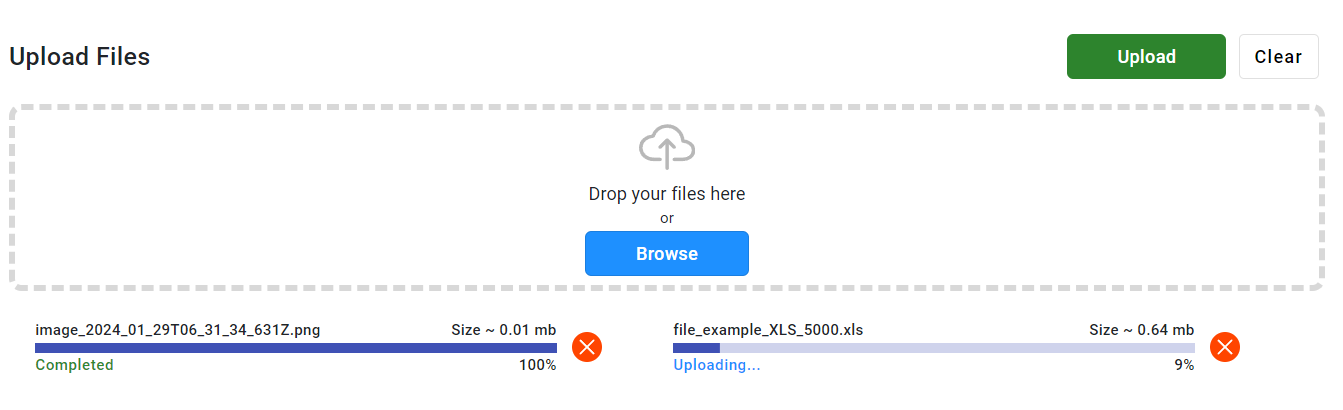 Upload Files
Upload
Clear
Drop your files here
or
Browse
image_2024_01_29T06_31_34_631Z.png
Size ~ 0.01 mb
Completed
100%
file_example_XLS_5000.xls
Size ~ 0.64 mb
Uploading...
9%